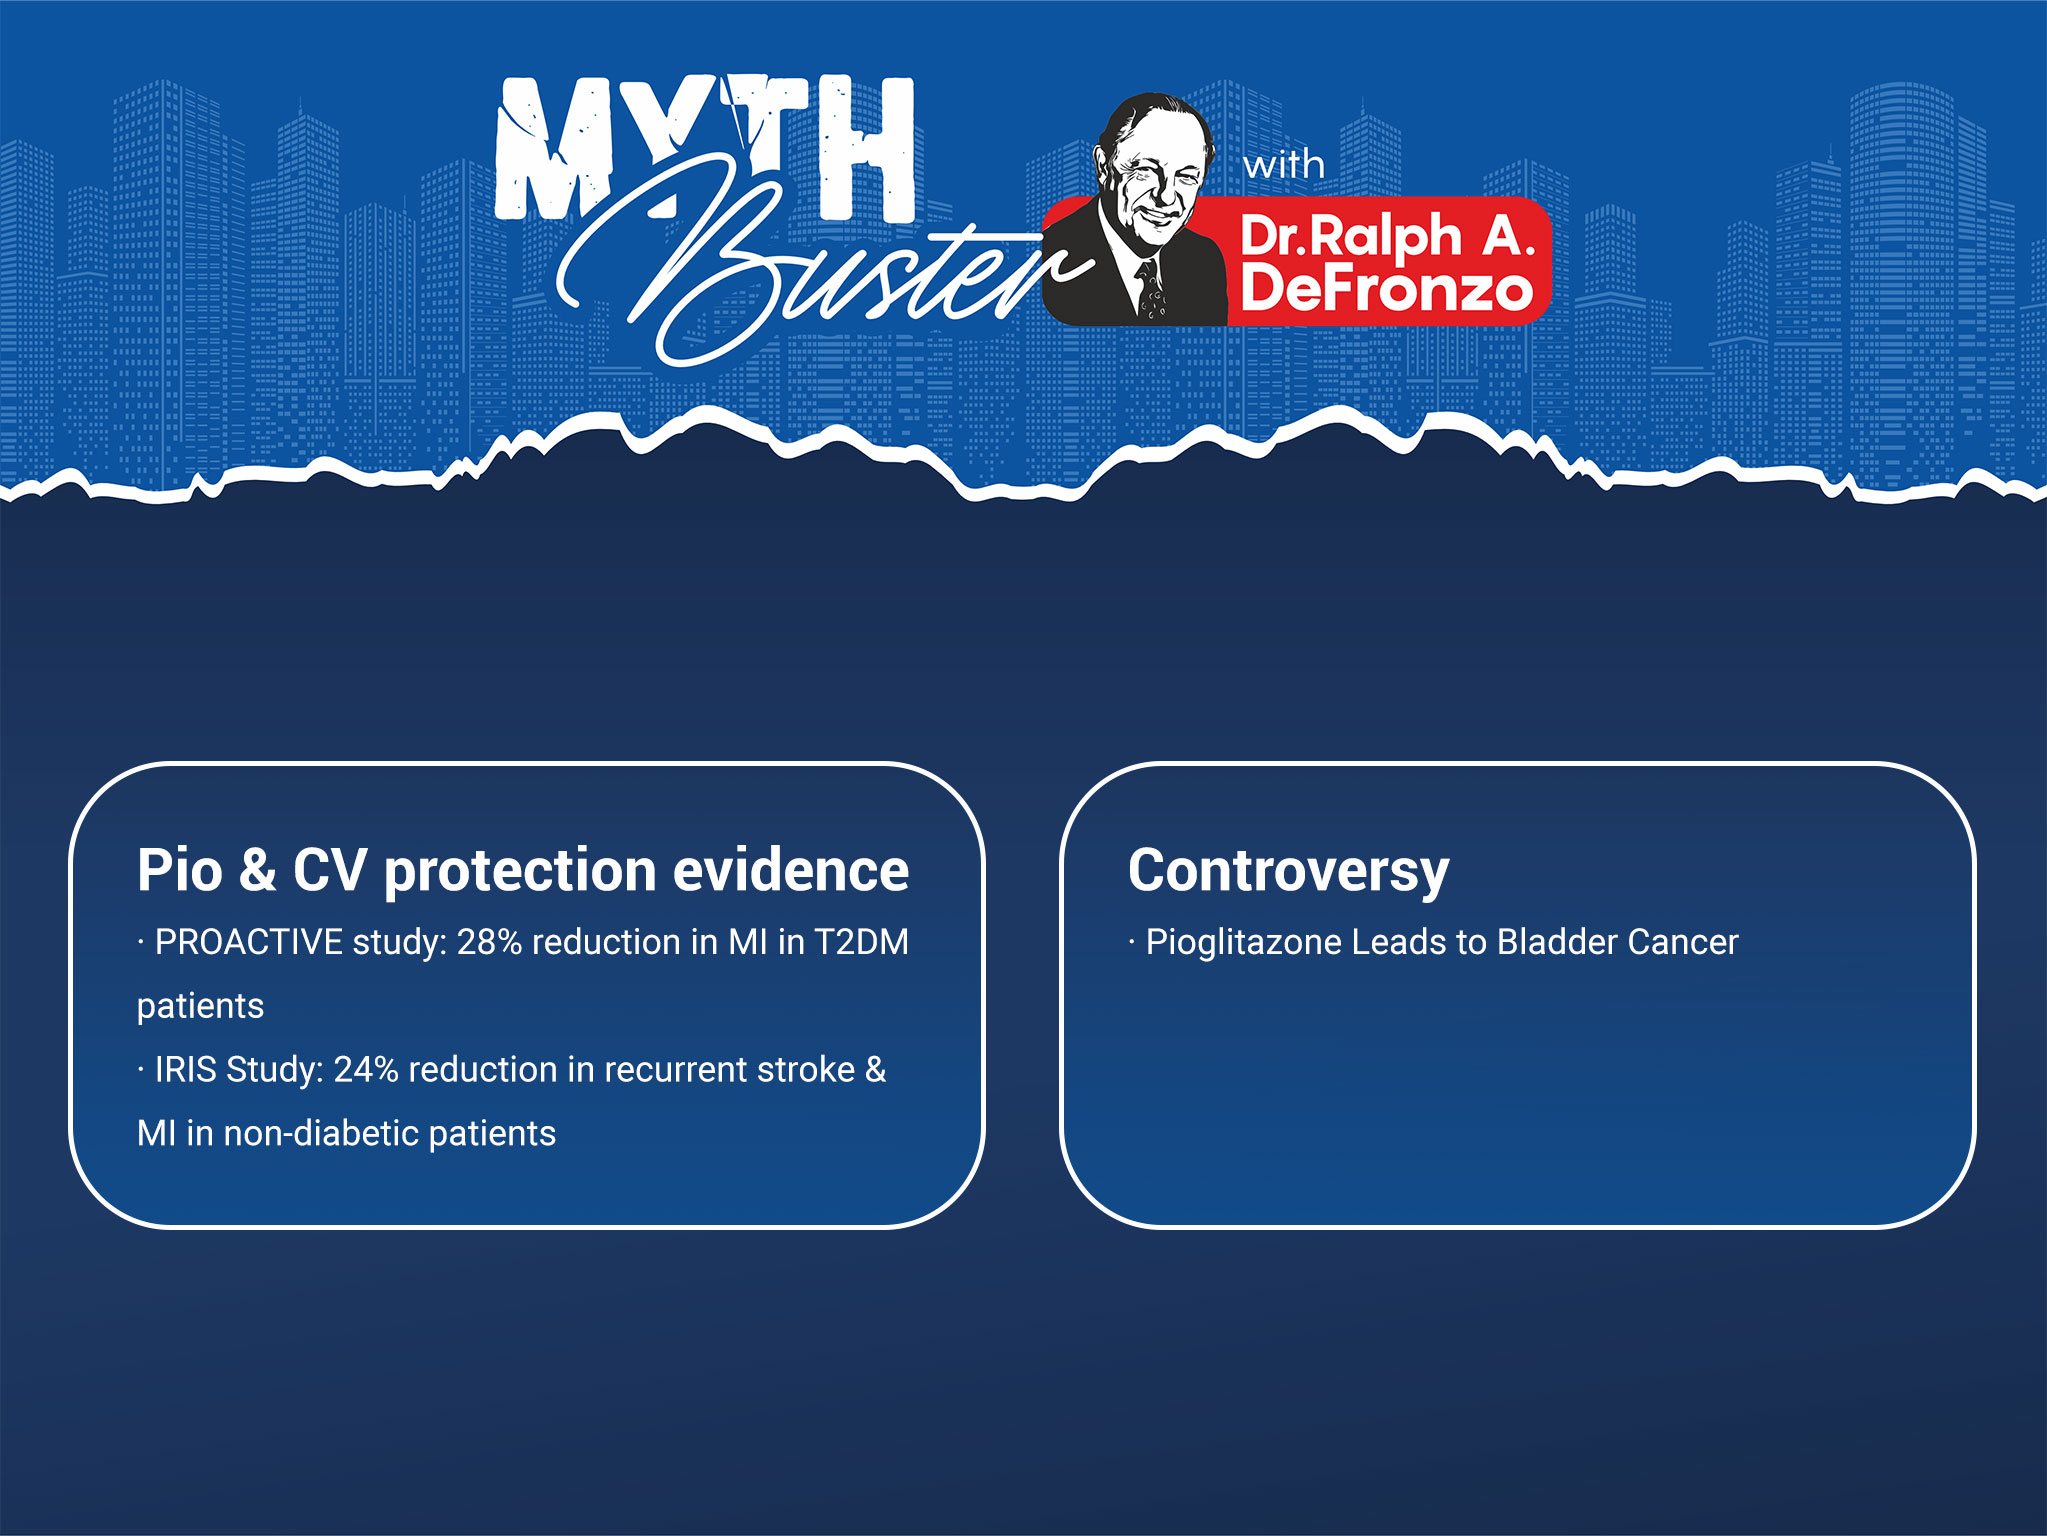 MYTH
Buster
with
Dr.Ralph A.
DeFronzo
Pio & CV protection evidence
· PROACTIVE study: 28% reduction in MI in T2DM
patients
· IRIS Study: 24% reduction in recurrent stroke &
MI in non-diabetic patients
Controversy
· Pioglitazone Leads to Bladder Cancer